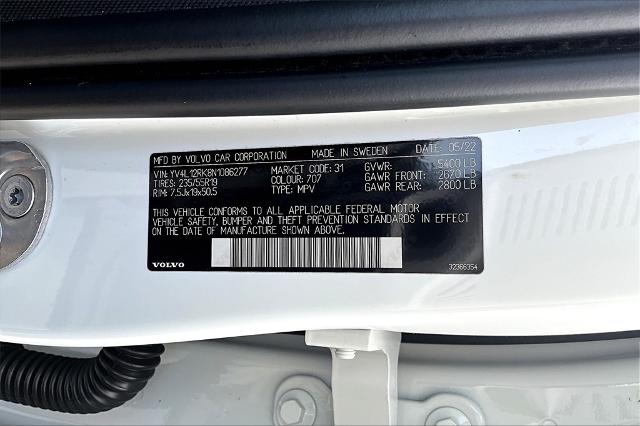 MFD. BY VOLVO CAR CORPORATION. MADE IN SWEDEN DATE: 05/22
VIN: YV4L12RK8N1086277 MARKET CODE: 31 GVWR: 5400 LB
TIRES: 235/55R19 COLOUR: 707 GAWR FRONT: 2670 LB
RIM: 7.5Jx19x50.5 TYPE: MPV GAWR REAR: 2800 LB
THIS VEHICLE CONFORMS TO ALL APPLICABLE FEDERAL MOTOR
VEHICLE SAFETY, BUMPER AND THEFT PREVENTION STANDARDS IN EFFECT
ON THE DATE OF MANUFACTURE SHOWN ABOVE.
VOLVO 32366354